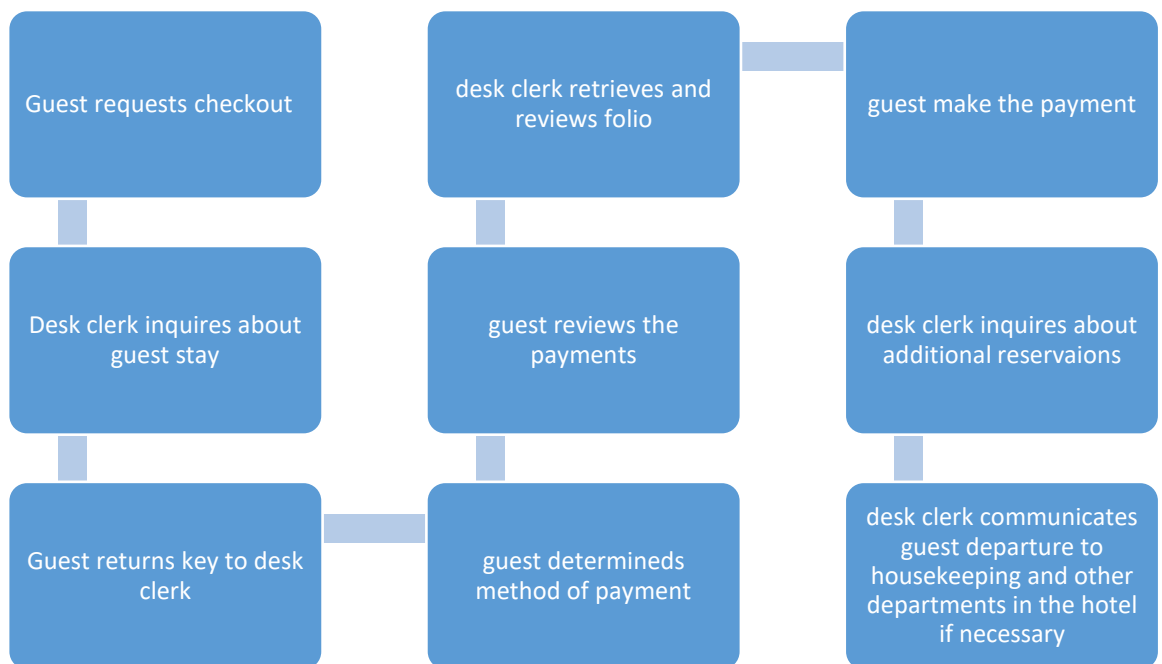 Guest requests checkout
Desk clerk inquires about
guest stay
Guest returns key to desk
clerk
guest determineds
method of payment
guest reviews the
payments
desk clerk retrieves and
reviews folio
guest make the payment
desk clerk inquires about
additional reservaions
desk clerk communicates
guest departure to
housekeeping and other
departments in the hotel
if necessary